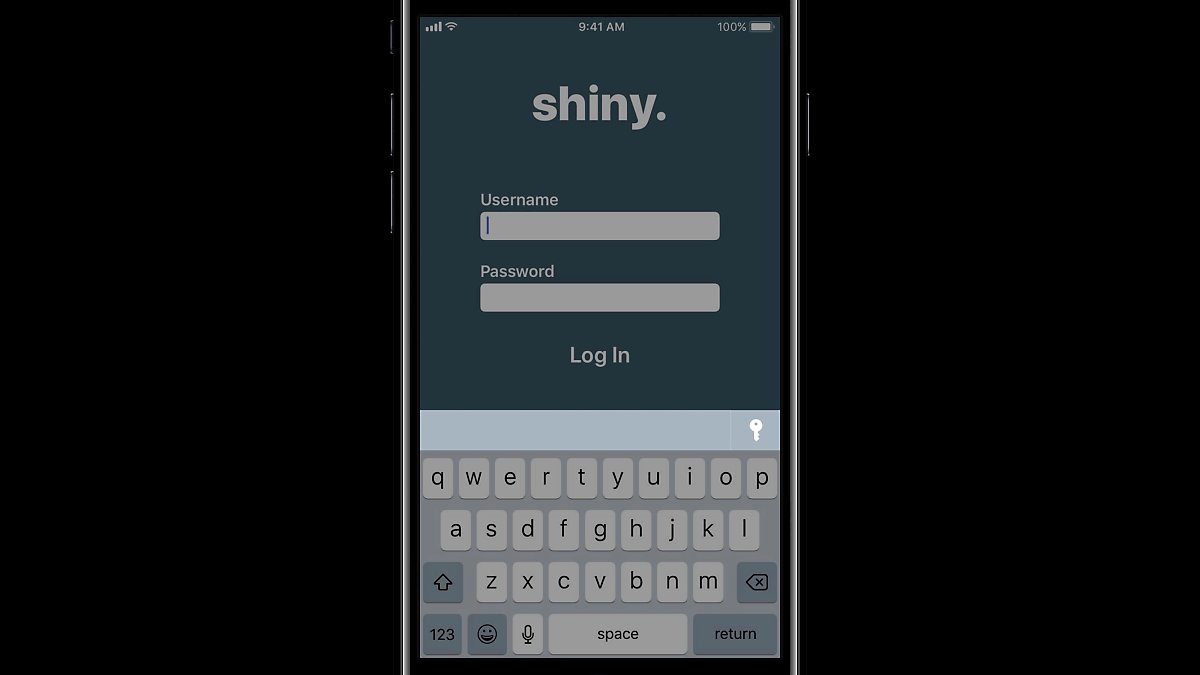 9:41 AM 100%
shiny.
Username
Password
Log In
q w e r t y u i o p
a s d f g h j k l
z x c v b n m
123 space return